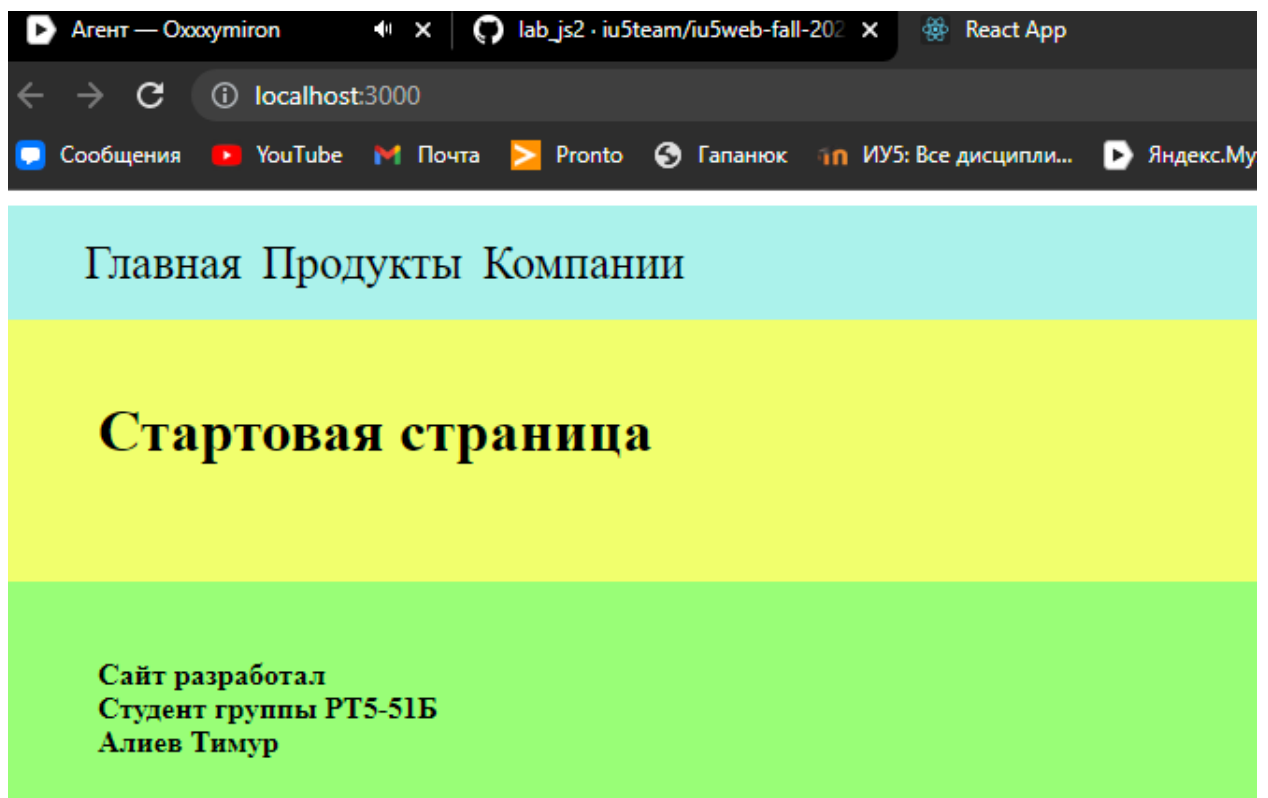 Агент — Oxxxymiron
lab_js2 · iu5team/iu5web-fall-202
React App
localhost:3000
Сообщения YouTube Почта Pronto Гапанюк ИУ5: Все дисципли... Яндекс.Му
Главная Продукты Компании
Стартовая страница
Сайт разработал
Студент группы РТ5-51Б
Алиев Тимур